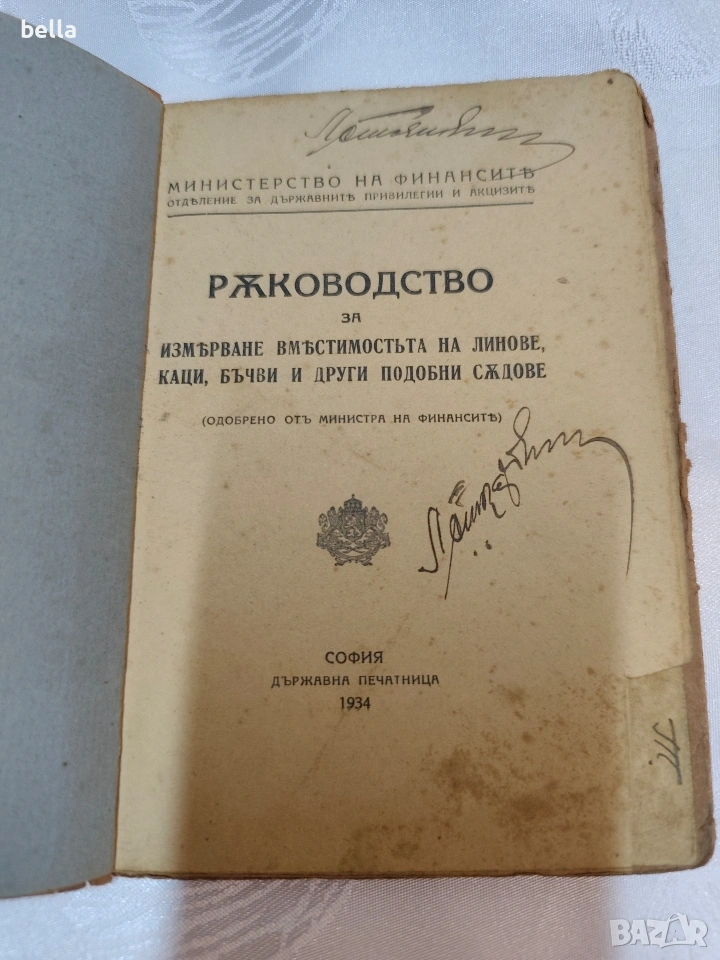 bella
МИНИСТЕРСТВО НА ФИНАНСИТѢ
ОТДѢЛЕНИЕ ЗА ДЪРЖАВНИТѢ ПРИВИЛЕГИИ И АКЦИЗИТѢ
РѪКОВОДСТВО
ЗА
ИЗМѢРВАНЕ ВМѢСТИМОСТЬТА НА ЛИНОВЕ,
КАЦИ, БЪЧВИ И ДРУГИ ПОДОБНИ СѪДОВЕ
(ОДОБРЕНО ОТЪ МИНИСТРА НА ФИНАНСИТѢ)
СОФИЯ
ДЪРЖАВНА ПЕЧАТНИЦА
1934
BAZAR